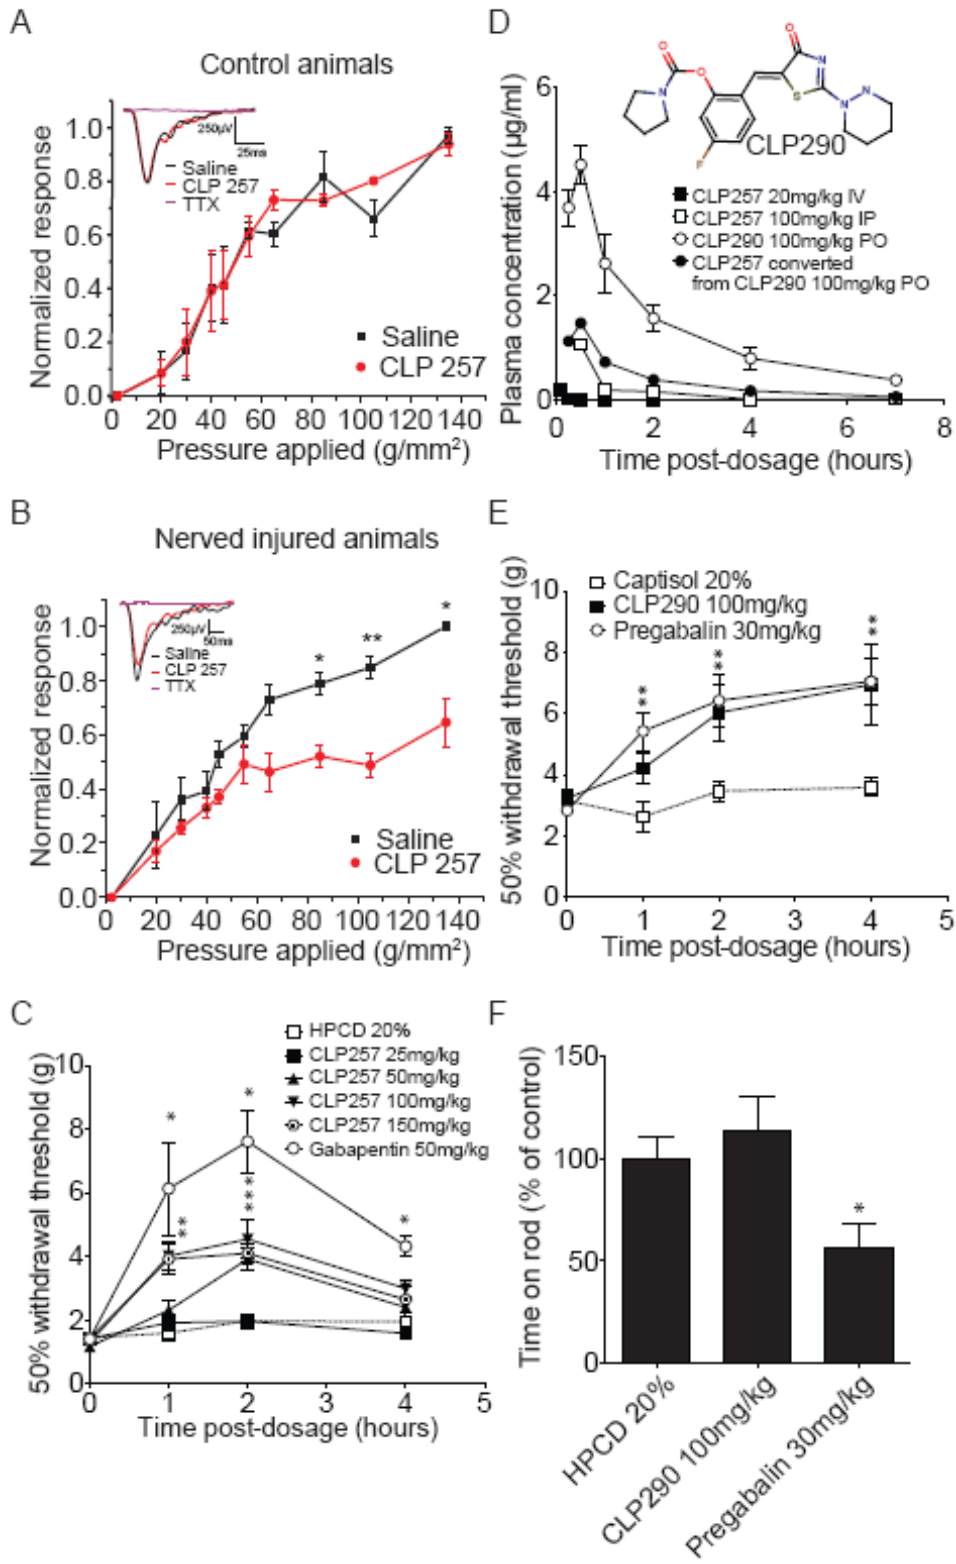 A
Control animals
Normalized response
1.0
0.8
0.6
0.4
0.2
0.0
250µV
25ms
Saline
CLP 257
TTX
Saline
CLP 257
0 20 40 60 80 100 120 140
Pressure applied (g/mm²)
B
Nerved injured animals
Normalized response
1.0
0.8
0.6
0.4
0.2
0.0
250µV
50ms
Saline
CLP 257
TTX
*
**
*
Saline
CLP 257
0 20 40 60 80 100 120 140
Pressure applied (g/mm²)
C
50% withdrawal threshold (g)
10
8
6
4
2
0
HPCD 20%
CLP257 25mg/kg
CLP257 50mg/kg
CLP257 100mg/kg
CLP257 150mg/kg
Gabapentin 50mg/kg
*
*
*
**
***
0 1 2 3 4 5
Time post-dosage (hours)
D
Plasma concentration (µg/ml)
6
4
2
0
O
O
N
F
O
N
S
N
N
CLP290
CLP257 20mg/kg IV
CLP257 100mg/kg IP
CLP290 100mg/kg PO
CLP257 converted
from CLP290 100mg/kg PO
0 2 4 6 8
Time post-dosage (hours)
E
50% withdrawal threshold (g)
10
8
6
4
2
0
Captisol 20%
CLP290 100mg/kg
Pregabalin 30mg/kg
**
**
**
0 1 2 3 4 5
Time post-dosage (hours)
F
Time on rod (% of control)
150
100
50
0
*
HPCD 20%
CLP290 100mg/kg
Pregabalin 30mg/kg